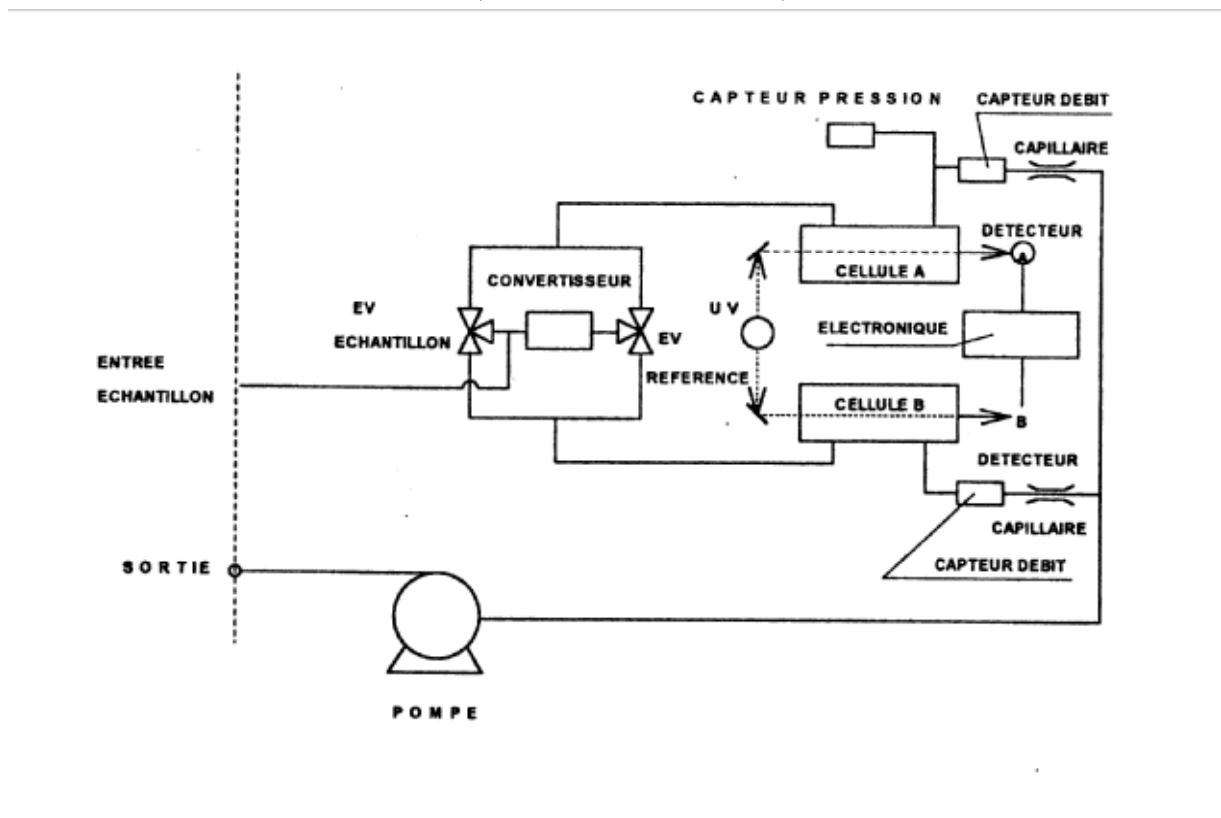 CAPTEUR PRESSION
CAPTEUR DEBIT
CAPILLAIRE
DETECTEUR
A
CELLULE A
CONVERTISSEUR
EV
ECHANTILLON
EV
UV
ELECTRONIQUE
ENTREE
ECHANTILLON
REFERENCE
CELLULE B
B
DETECTEUR
CAPILLAIRE
CAPTEUR DEBIT
SORTIE
POMPE